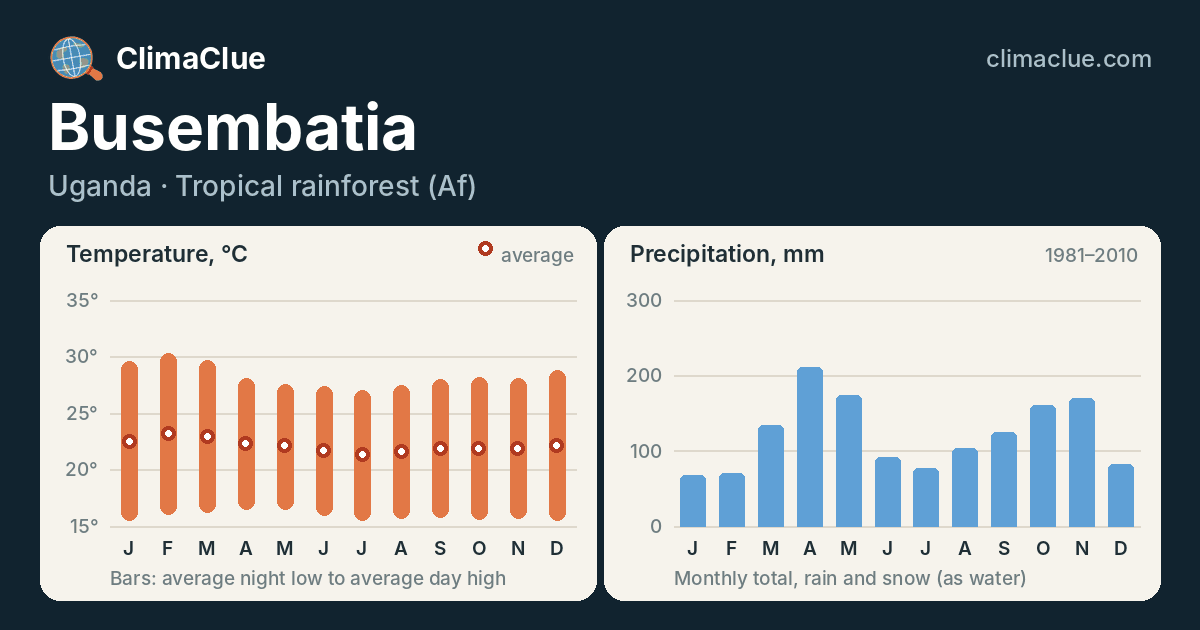 ClimaClue
climaclue.com
Busembatia
Uganda · Tropical rainforest (Af)
Temperature, °C
average
35°
30°
25°
20°
15°
J F M A M J J A S O N D
Bars: average night low to average day high
Precipitation, mm
1981–2010
300
200
100
0
J F M A M J J A S O N D
Monthly total, rain and snow (as water)